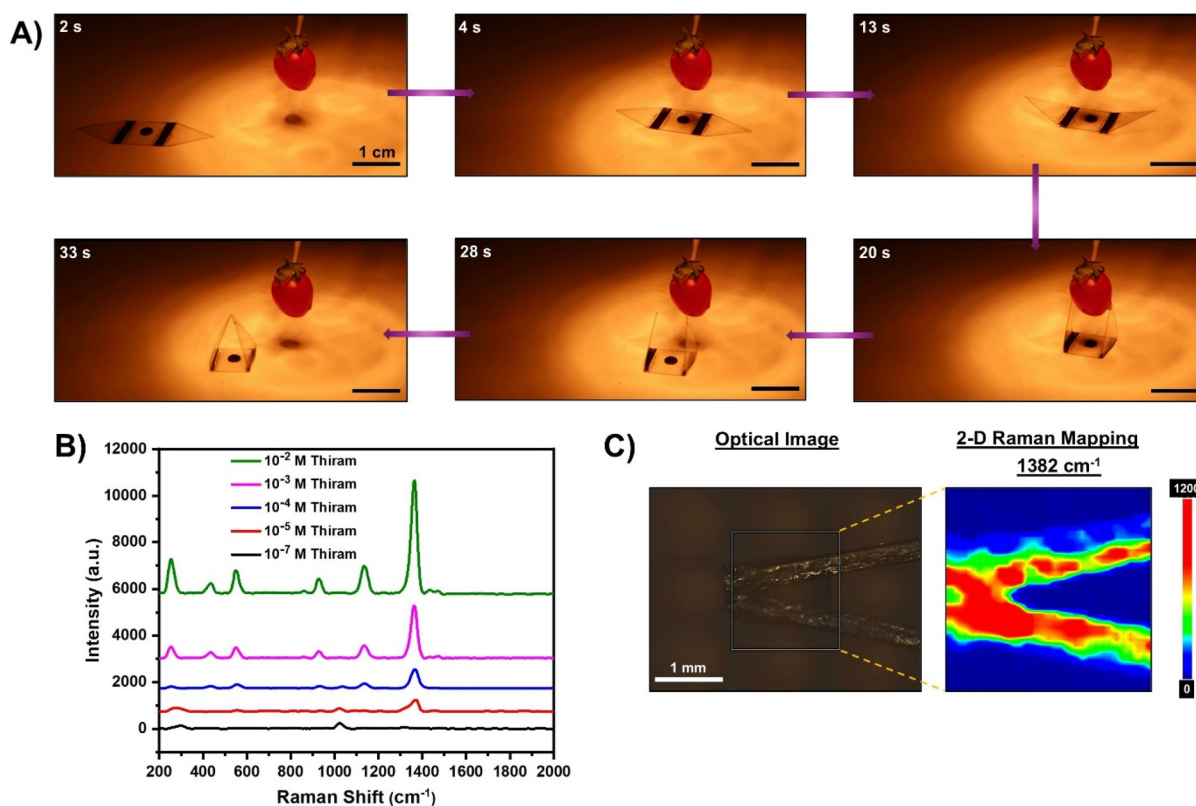 A)
2 s
1 cm
4 s
13 s
33 s
28 s
20 s
B)
12000
10000
8000
6000
4000
2000
0
Intensity (a.u.)
10⁻² M Thiram
10⁻³ M Thiram
10⁻⁴ M Thiram
10⁻⁵ M Thiram
10⁻⁷ M Thiram
200 400 600 800 1000 1200 1400 1600 1800 2000
Raman Shift (cm⁻¹)
C)
Optical Image
1 mm
2-D Raman Mapping
1382 cm⁻¹
1200
0